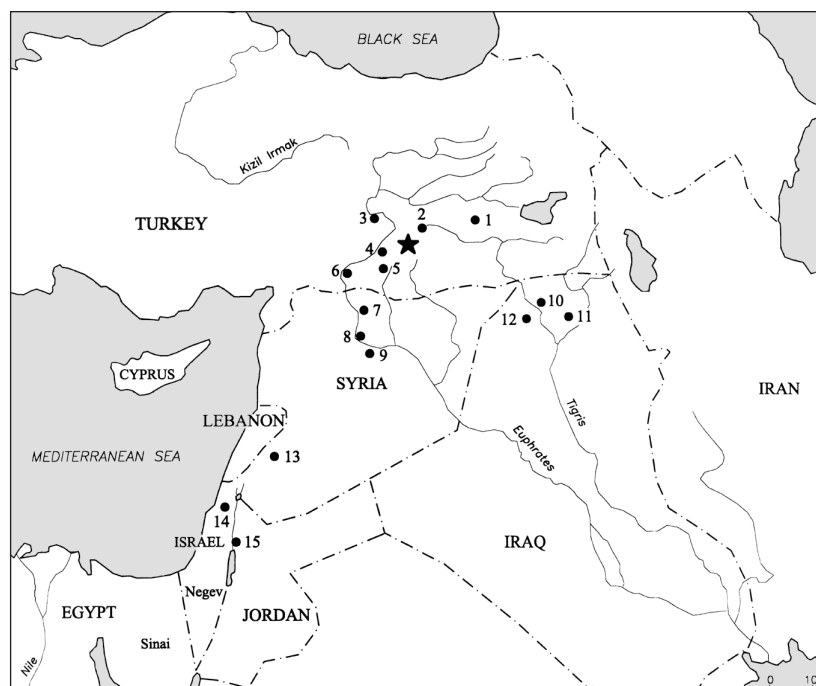 BLACK SEA
Kizil Irmak
TURKEY
3
2
1
4
5
6
7
10
11
12
8
9
CYPRUS
SYRIA
IRAN
LEBANON
Tigris
Euphrates
MEDITERRANEAN SEA
13
14
ISRAEL
15
IRAQ
Negev
EGYPT
JORDAN
Sinai
Nile
0 10